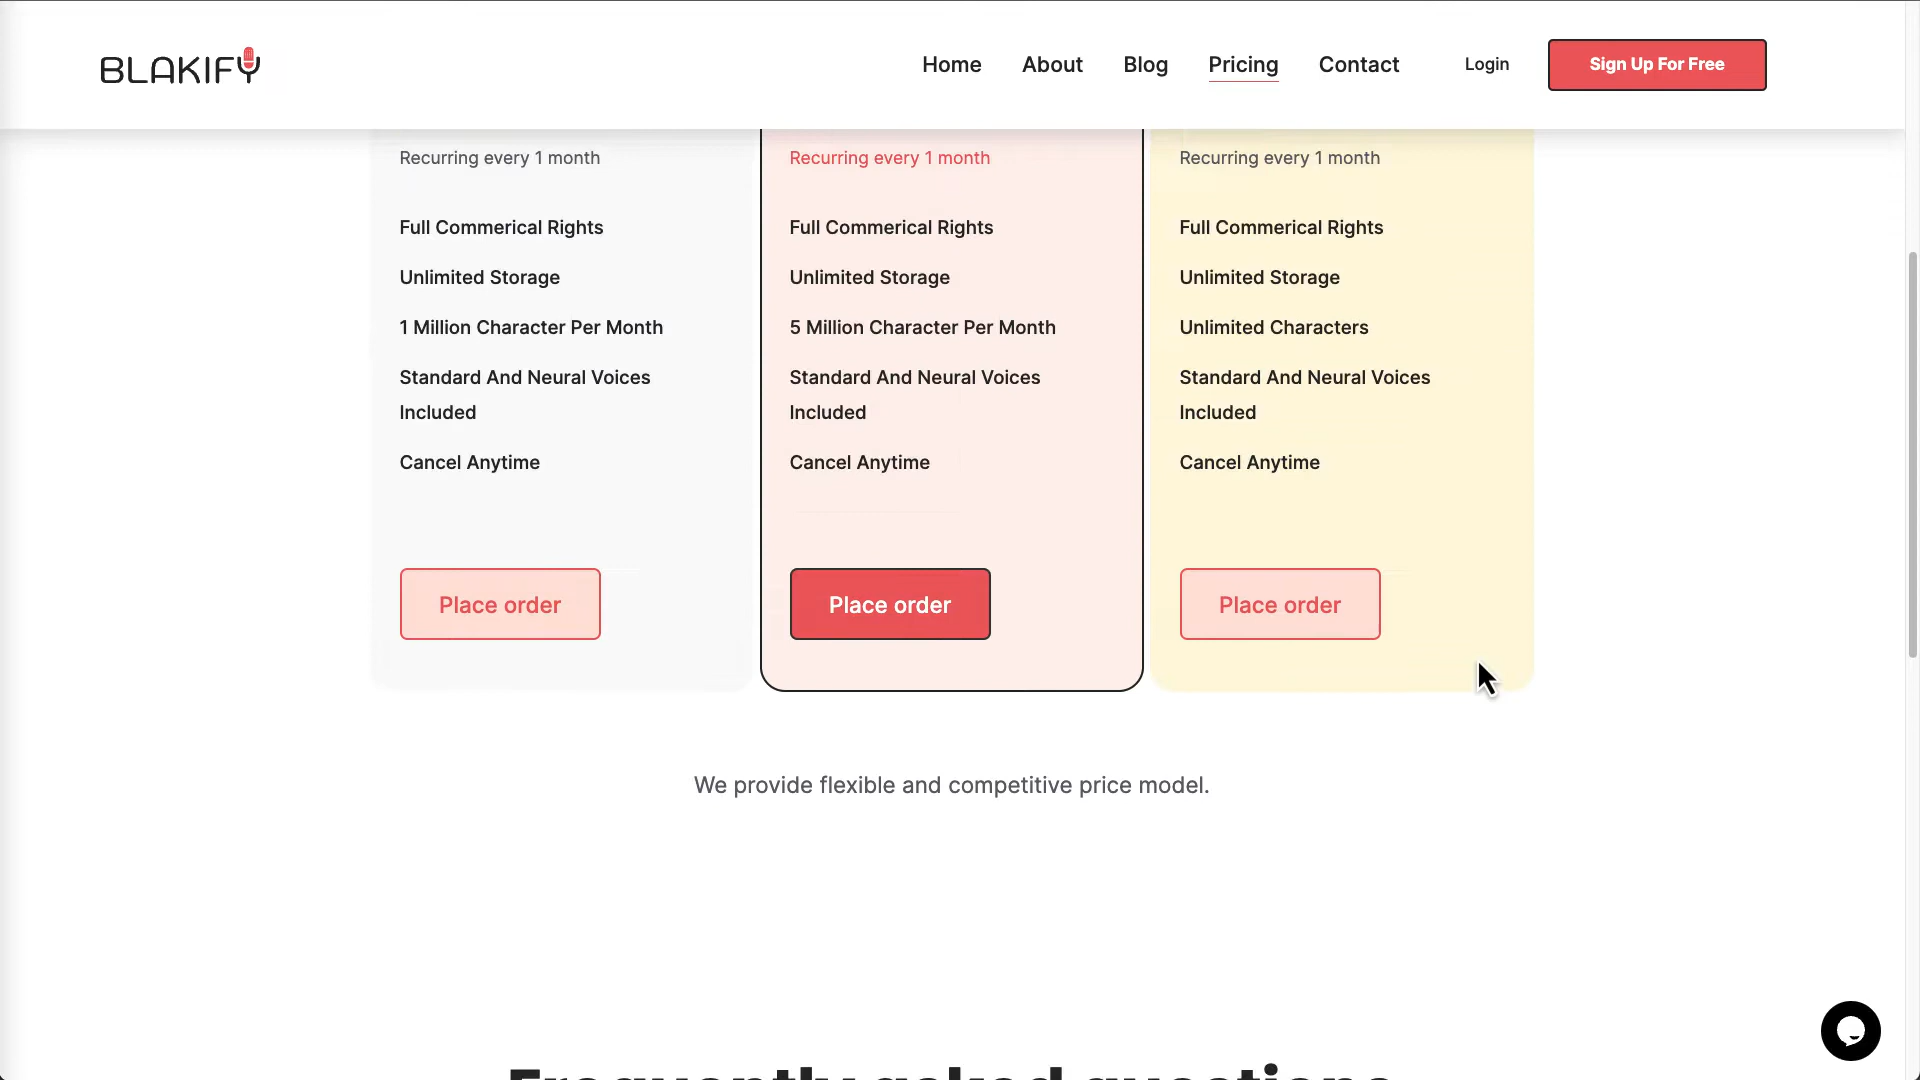 BLAKIFY
Home About Blog Pricing Contact Login Sign Up For Free
Recurring every 1 month
Full Commerical Rights
Unlimited Storage
1 Million Character Per Month
Standard And Neural Voices
Included
Cancel Anytime
Place order
Recurring every 1 month
Full Commerical Rights
Unlimited Storage
5 Million Character Per Month
Standard And Neural Voices
Included
Cancel Anytime
Place order
Recurring every 1 month
Full Commerical Rights
Unlimited Storage
Unlimited Characters
Standard And Neural Voices
Included
Cancel Anytime
Place order
We provide flexible and competitive price model.
Frequently asked questions